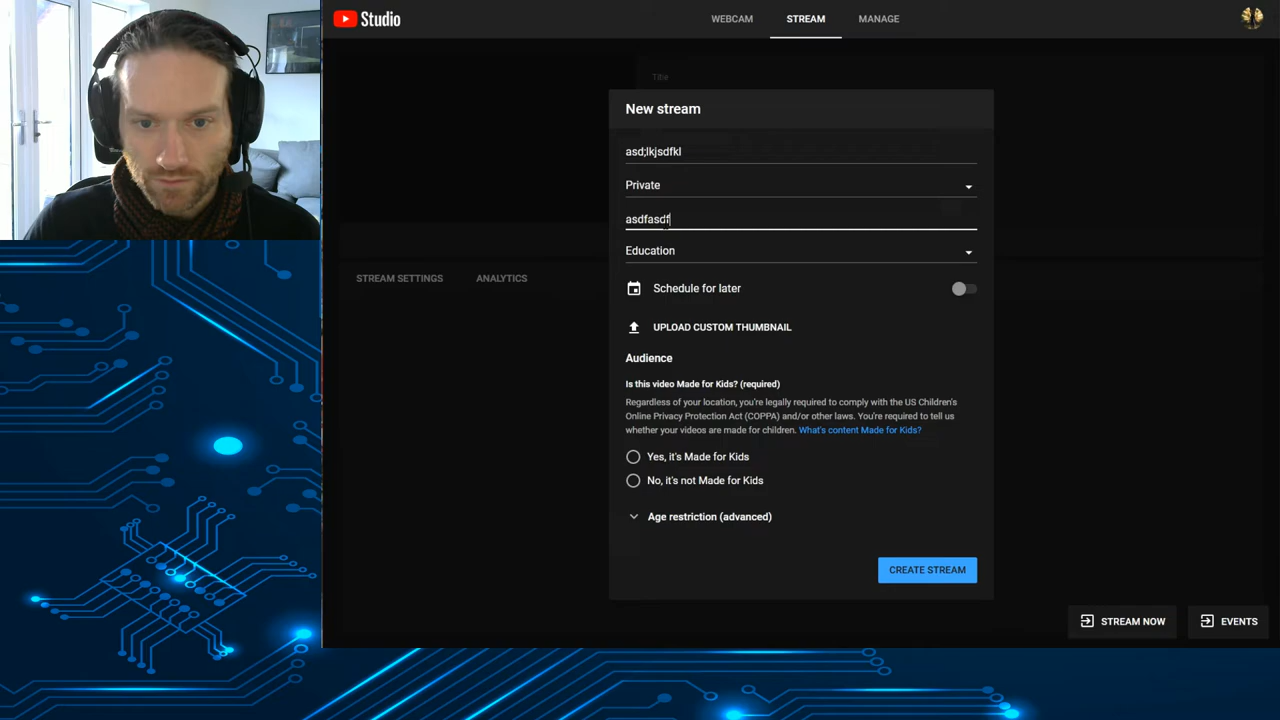 Studio
WEBCAM
STREAM
MANAGE
Title
New stream
asd;lkjsdfkl
Private
asdfasdf
Education
STREAM SETTINGS
ANALYTICS
Schedule for later
UPLOAD CUSTOM THUMBNAIL
Audience
Is this video Made for Kids? (required)
Regardless of your location, you're legally required to comply with the US Children's
Online Privacy Protection Act (COPPA) and/or other laws. You're required to tell us
whether your videos are made for children. What's content Made for Kids?
Yes, it's Made for Kids
No, it's not Made for Kids
Age restriction (advanced)
CREATE STREAM
STREAM NOW
EVENTS